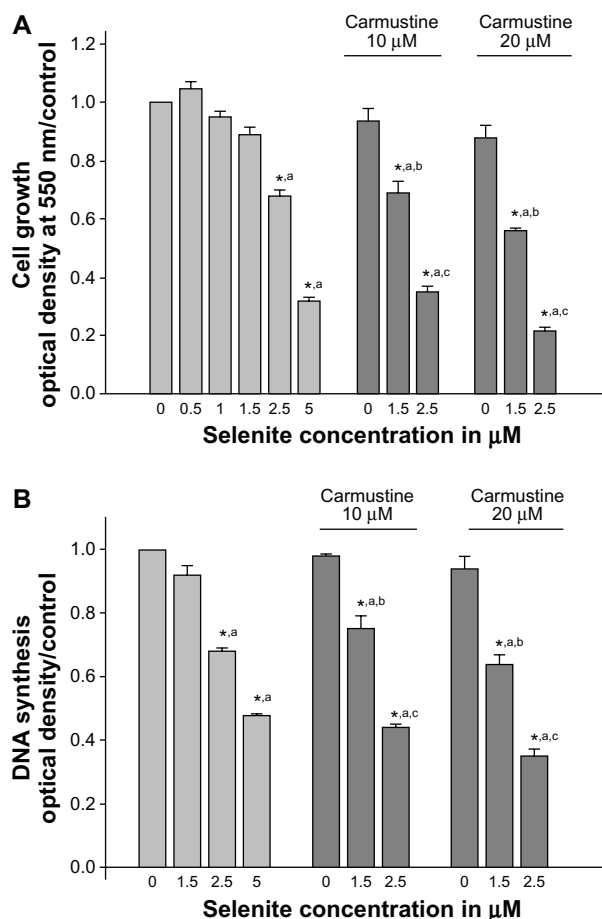 A
Cell growth
optical density at 550 nm/control
1.2
1.0
0.8
0.6
0.4
0.2
0.0
Carmustine
10 μM
Carmustine
20 μM
*,a
*,a
*,a,b
*,a,c
*,a,b
*,a,c
0 0.5 1 1.5 2.5 5 0 1.5 2.5 0 1.5 2.5
Selenite concentration in μM
B
DNA synthesis
optical density/control
1.0
0.8
0.6
0.4
0.2
0.0
Carmustine
10 μM
Carmustine
20 μM
*,a
*,a
*,a,b
*,a,c
*,a,b
*,a,c
0 1.5 2.5 5 0 1.5 2.5 0 1.5 2.5
Selenite concentration in μM